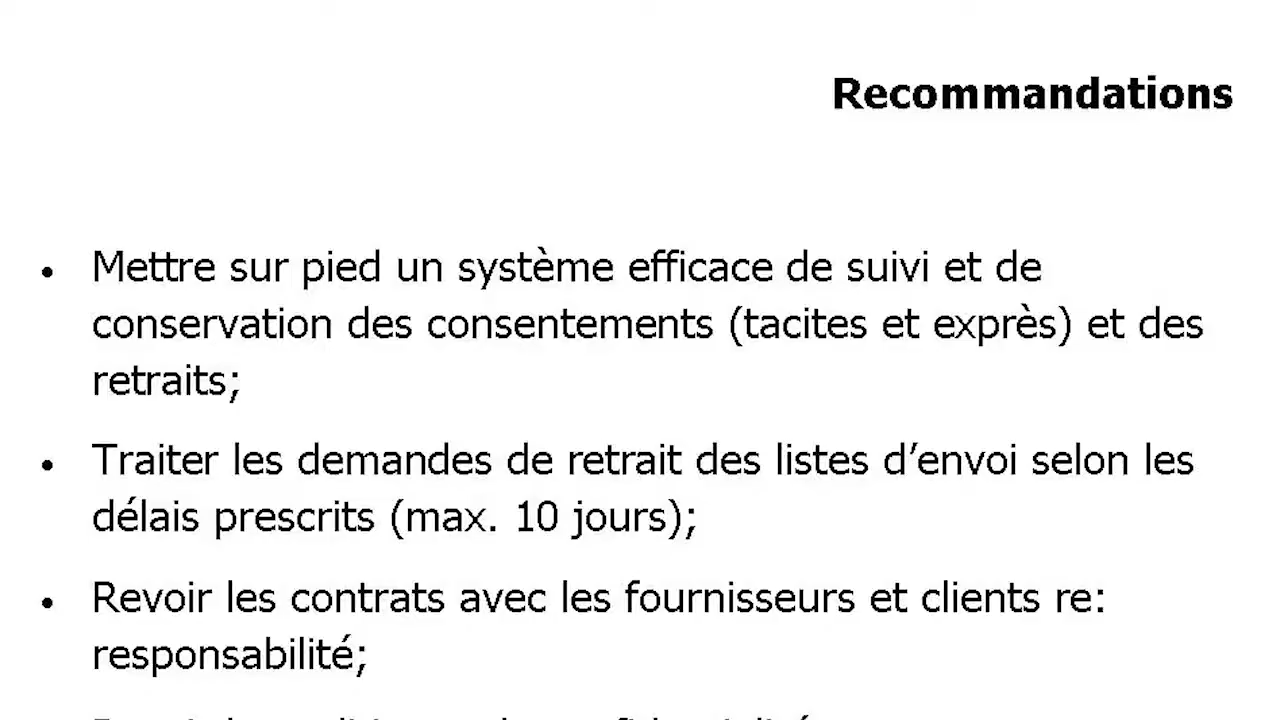 Recommandations
• Mettre sur pied un système efficace de suivi et de
conservation des consentements (tacites et exprès) et des
retraits;
• Traiter les demandes de retrait des listes d’envoi selon les
délais prescrits (max. 10 jours);
• Revoir les contrats avec les fournisseurs et clients re:
responsabilité;